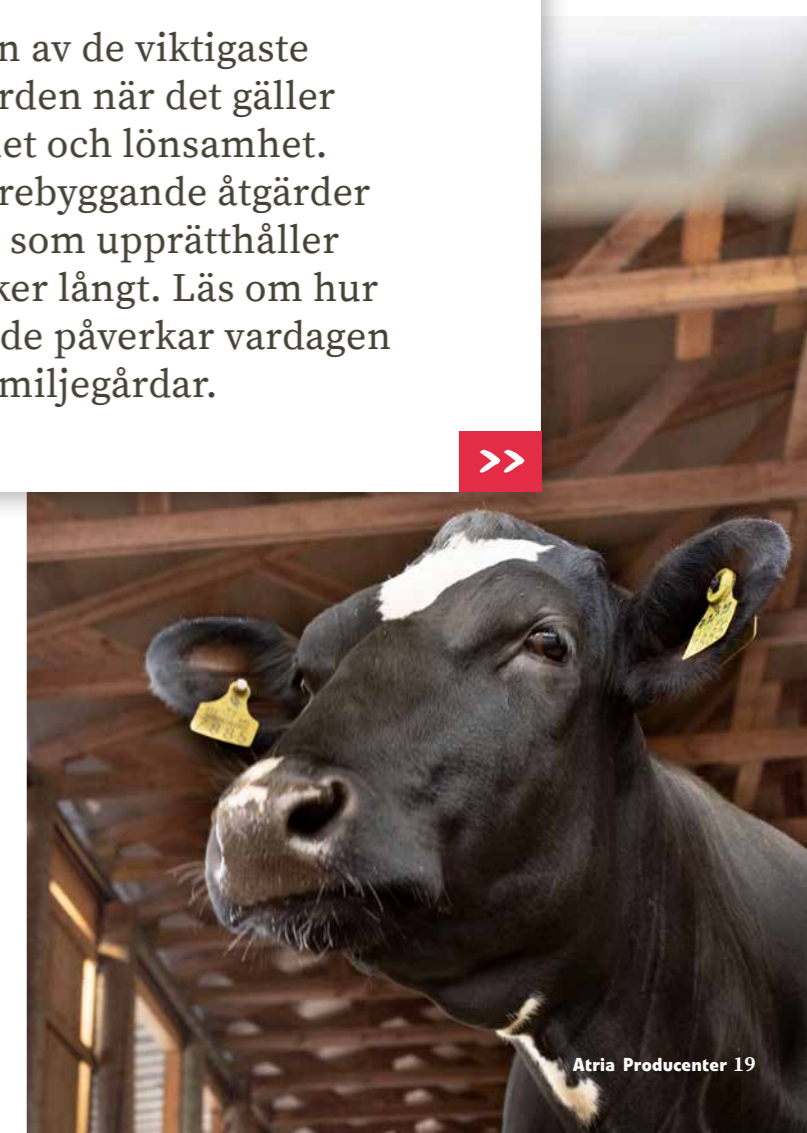 n av de viktigaste
rden när det gäller
et och lönsamhet.
rebyggande åtgärder
som upprätthåller
ker långt. Läs om hur
de påverkar vardagen
miljegårdar.
>>
7885
Atria Producenter 19